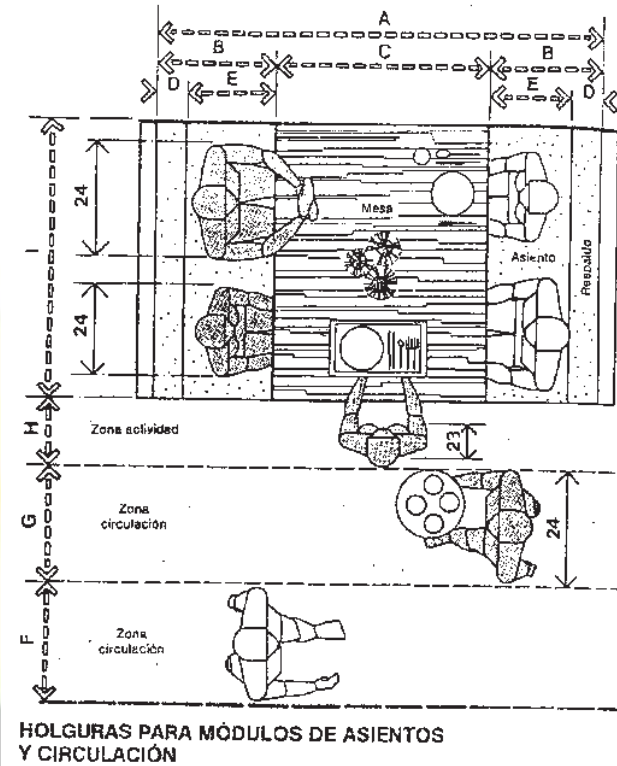 A
B C B
D E E D
24
Mesa
Asiento
Respaldo
I
24
H
Zona actividad
23
Zona
circulación
G
24
Zona
circulación
F
HOLGURAS PARA MÓDULOS DE ASIENTOS
Y CIRCULACIÓN